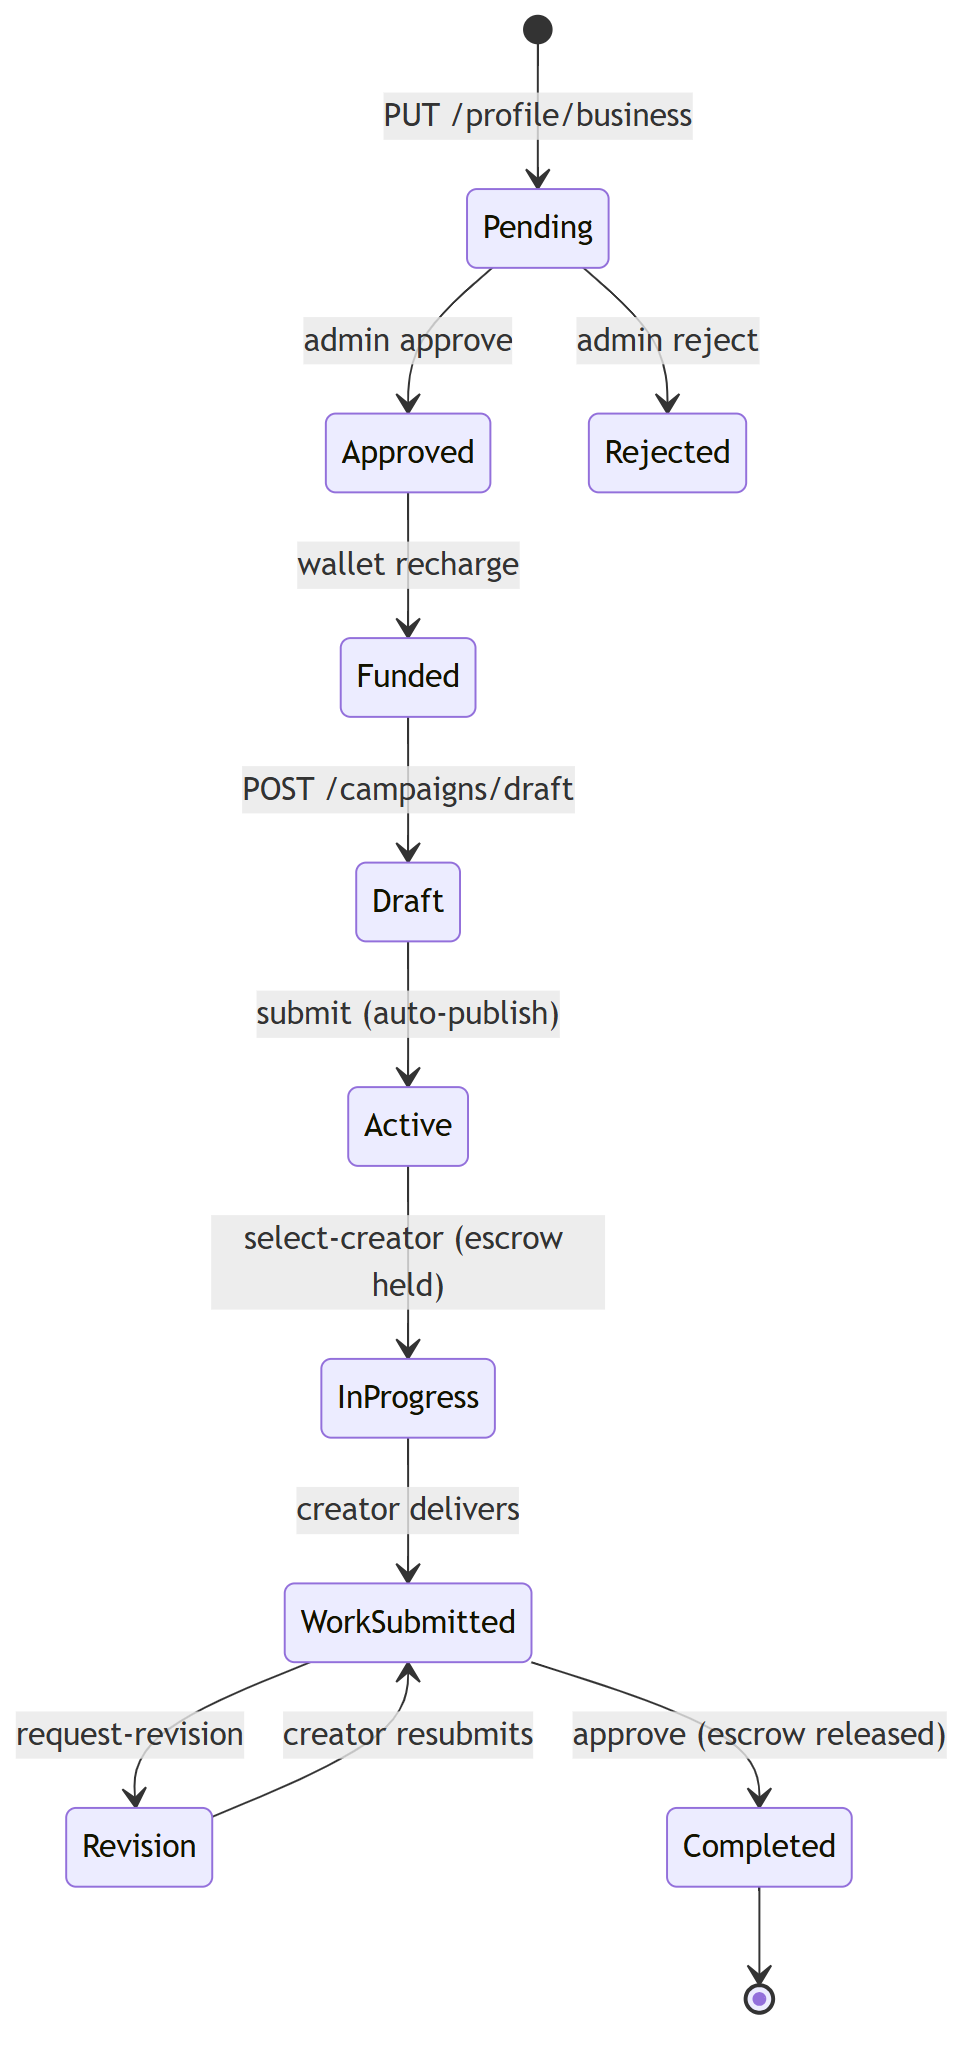 PUT /profile/business
Pending
admin approve
admin reject
Approved
Rejected
wallet recharge
Funded
POST /campaigns/draft
Draft
submit (auto-publish)
Active
select-creator (escrow
held)
InProgress
creator delivers
WorkSubmitted
request-revision
creator resubmits
approve (escrow released)
Revision
Completed